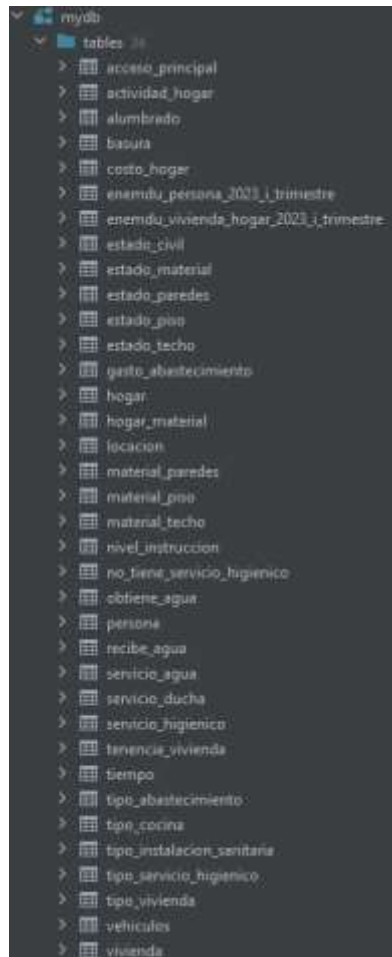 mydb
tables 36
acceso_principal
actividad_hogar
alumbrado
basura
costo_hogar
enemdu_persona_2023_i_trimestre
enemdu_vivienda_hogar_2023_i_trimestre
estado_civil
estado_material
estado_paredes
estado_piso
estado_techo
gasto_abastecimiento
hogar
hogar_material
locacion
material_paredes
material_piso
material_techo
nivel_instruccion
no_tiene_servicio_higienico
obtiene_agua
persona
recibe_agua
servicio_agua
servicio_ducha
servicio_higienico
tenencia_vivienda
tiempo
tipo_abastecimiento
tipo_cocina
tipo_instalacion_sanitaria
tipo_servicio_higienico
tipo_vivienda
vehiculos
vivienda